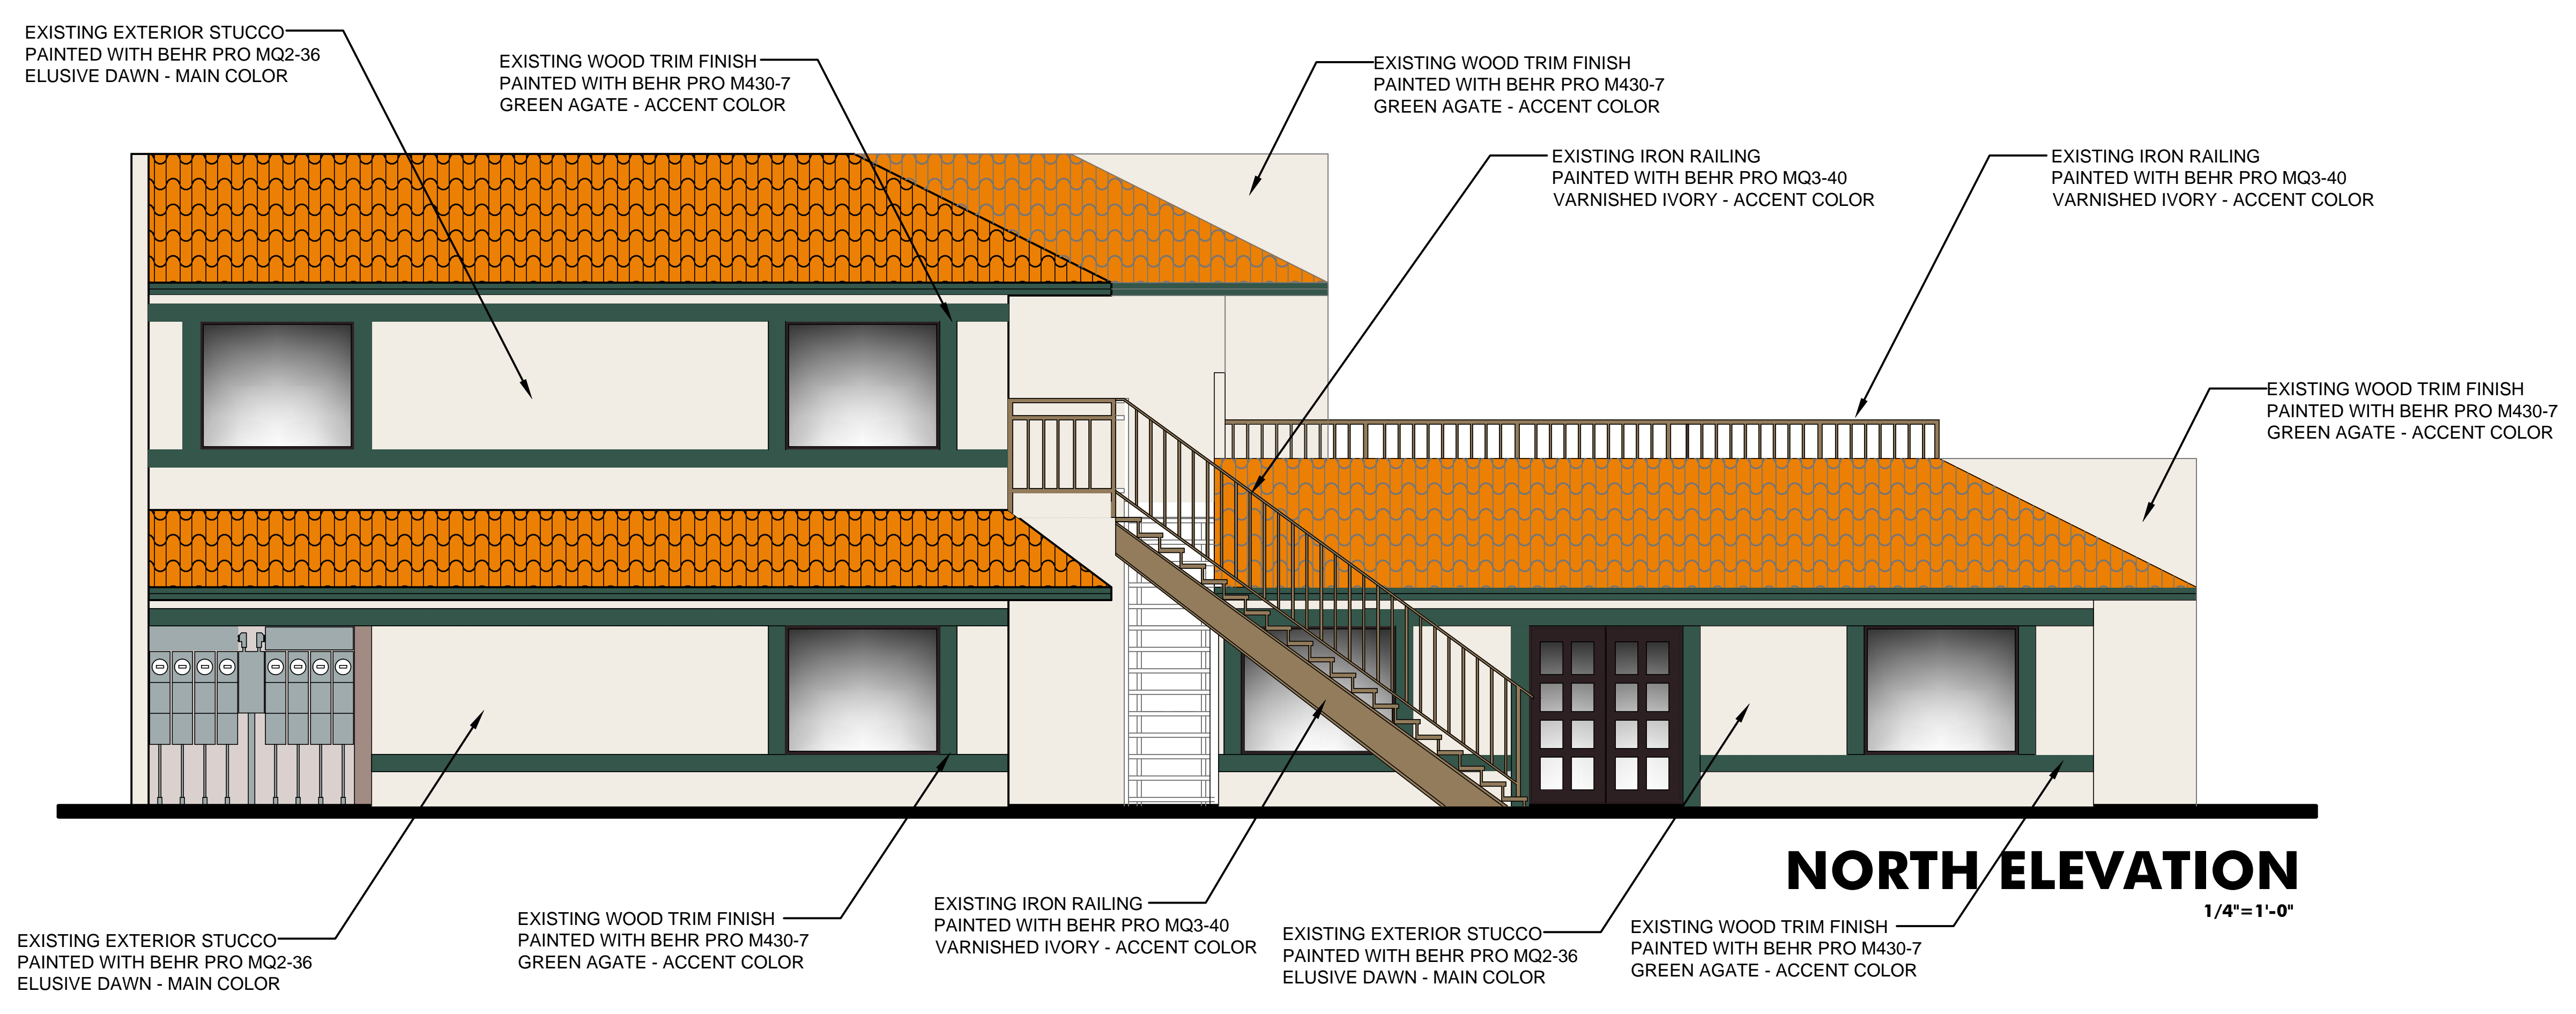 EXISTING EXTERIOR STUCCO
PAINTED WITH BEHR PRO MQ2-36
ELUSIVE DAWN - MAIN COLOR
EXISTING WOOD TRIM FINISH
PAINTED WITH BEHR PRO M430-7
GREEN AGATE - ACCENT COLOR
EXISTING WOOD TRIM FINISH
PAINTED WITH BEHR PRO M430-7
GREEN AGATE - ACCENT COLOR
EXISTING IRON RAILING
PAINTED WITH BEHR PRO MQ3-40
VARNISHED IVORY - ACCENT COLOR
EXISTING IRON RAILING
PAINTED WITH BEHR PRO MQ3-40
VARNISHED IVORY - ACCENT COLOR
EXISTING WOOD TRIM FINISH
PAINTED WITH BEHR PRO M430-7
GREEN AGATE - ACCENT COLOR
NORTH ELEVATION
1/4"=1'-0"
EXISTING EXTERIOR STUCCO
PAINTED WITH BEHR PRO MQ2-36
ELUSIVE DAWN - MAIN COLOR
EXISTING WOOD TRIM FINISH
PAINTED WITH BEHR PRO M430-7
GREEN AGATE - ACCENT COLOR
EXISTING IRON RAILING
PAINTED WITH BEHR PRO MQ3-40
VARNISHED IVORY - ACCENT COLOR
EXISTING EXTERIOR STUCCO
PAINTED WITH BEHR PRO MQ2-36
ELUSIVE DAWN - MAIN COLOR
EXISTING WOOD TRIM FINISH
PAINTED WITH BEHR PRO M430-7
GREEN AGATE - ACCENT COLOR